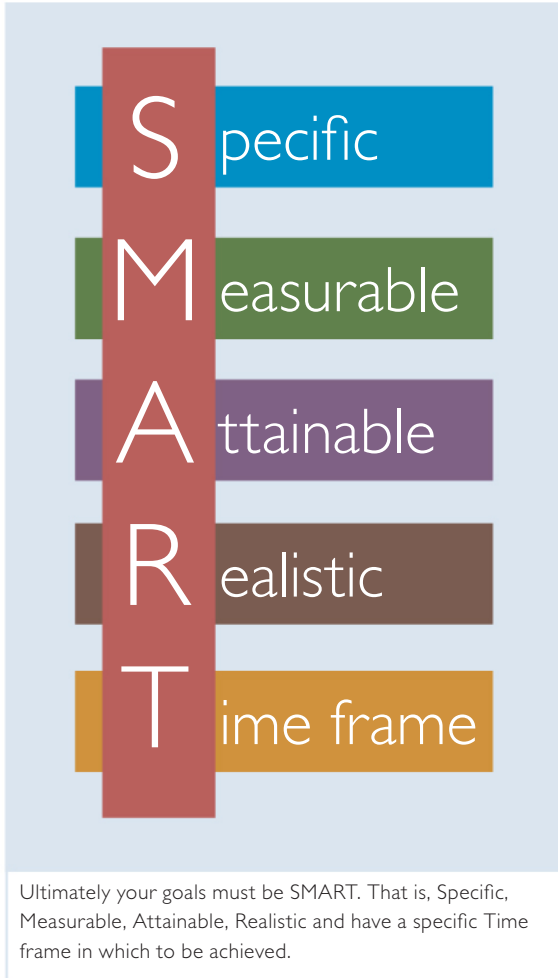 Specific
Measurable
Attainable
Realistic
Time frame
Ultimately your goals must be SMART. That is, Specific,
Measurable, Attainable, Realistic and have a specific Time
frame in which to be achieved.